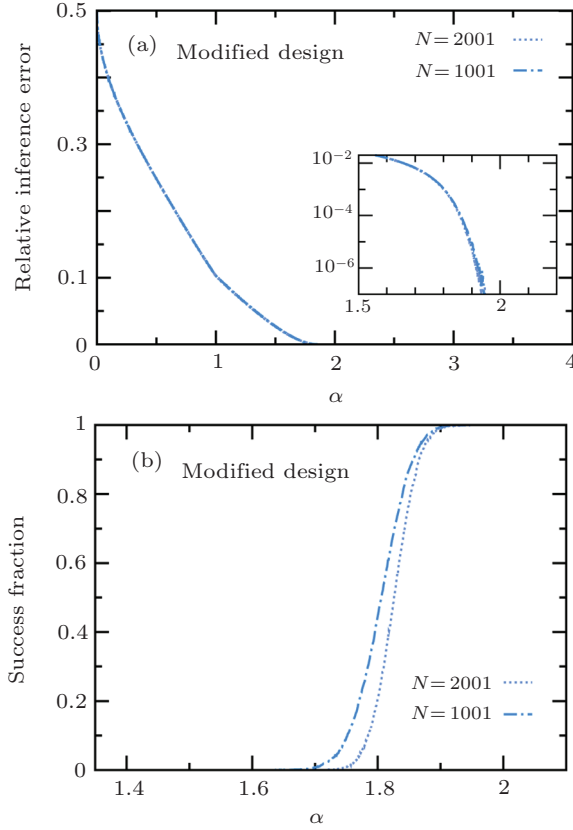 0.5
(a)
Modified design
N=2001
N=1001
0.3
0.1
0
Relative inference error
10−2
10−4
10−6
1.5
2
0
1
2
3
4
α
1
(b)
Modified design
0.8
0.6
0.4
0.2
0
Success fraction
N=2001
N=1001
1.4
1.6
1.8
2
α